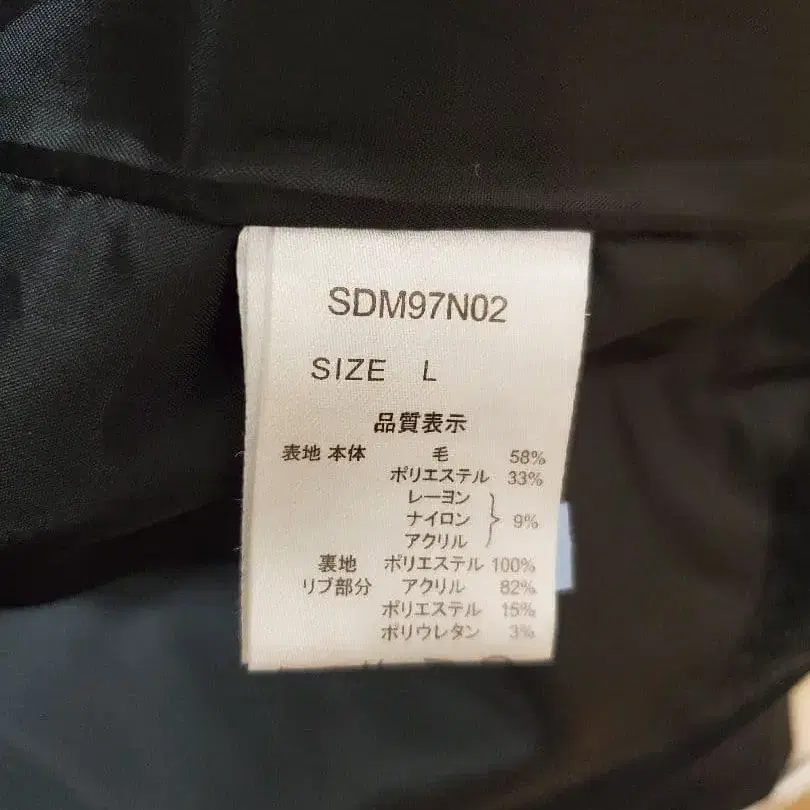 SDM97N02
SIZE L
品質表示
表地 本体 毛 58%
ポリエステル 33%
レーヨン
ナイロン } 9%
アクリル
裏地 ポリエステル 100%
リブ部分 アクリル 82%
ポリエステル 15%
ポリウレタン 3%